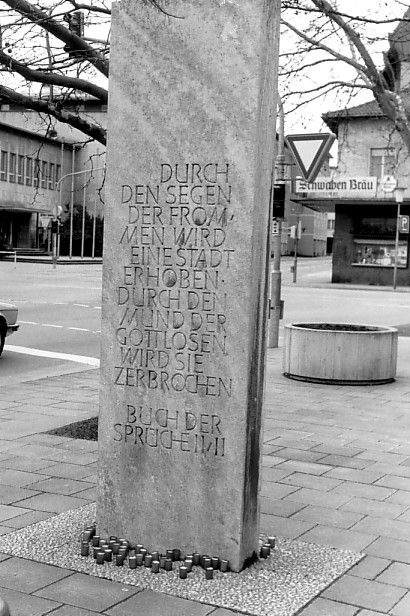 DURCH
DEN SEGEN
DER FROM-
MEN WIRD
EINE STADT
ERHOBEN·
DURCH DEN
MUND DER
GOTTLOSEN
WIRD SIE
ZERBROCHEN
BUCH DER
SPRÜCHE 11/11
Schwaben Bräu